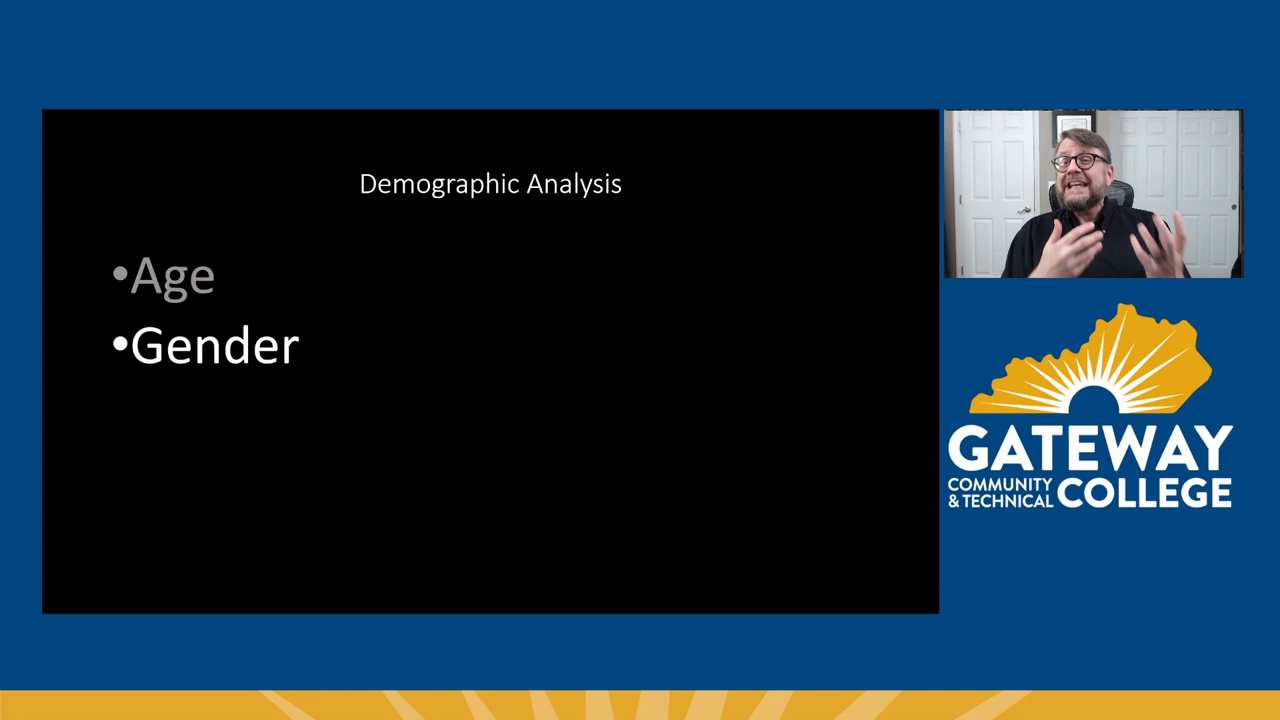 Demographic Analysis
•Age
•Gender
GATEWAY
COMMUNITY
& TECHNICAL
COLLEGE